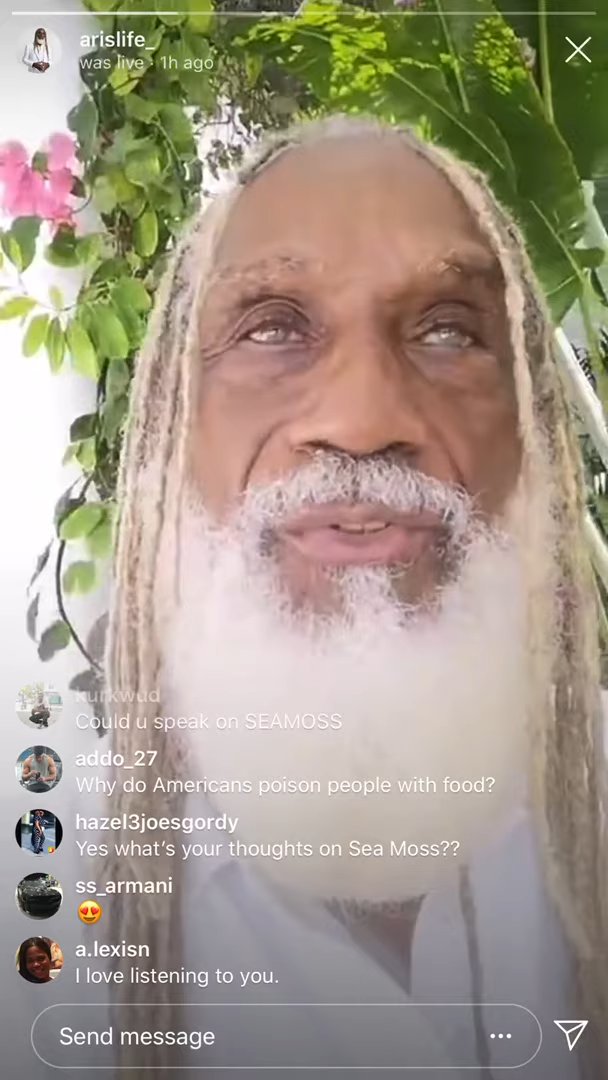 arislife_
was live · 1h ago
kurkwud
Could u speak on SEAMOSS
addo_27
Why do Americans poison people with food?
hazel3joesgordy
Yes what's your thoughts on Sea Moss??
ss_armani
😍
a.lexisn
I love listening to you.
Send message